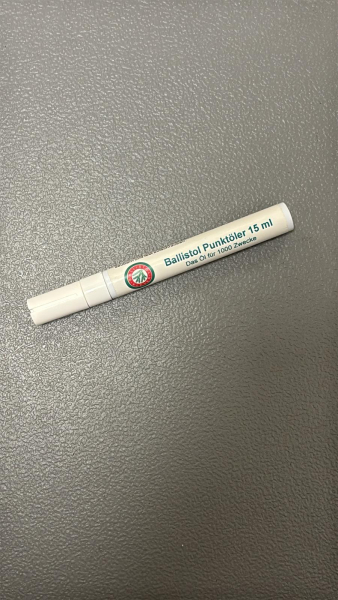 Ballistol Punktöler 15 ml
Das Öl für 1000 Zwecke